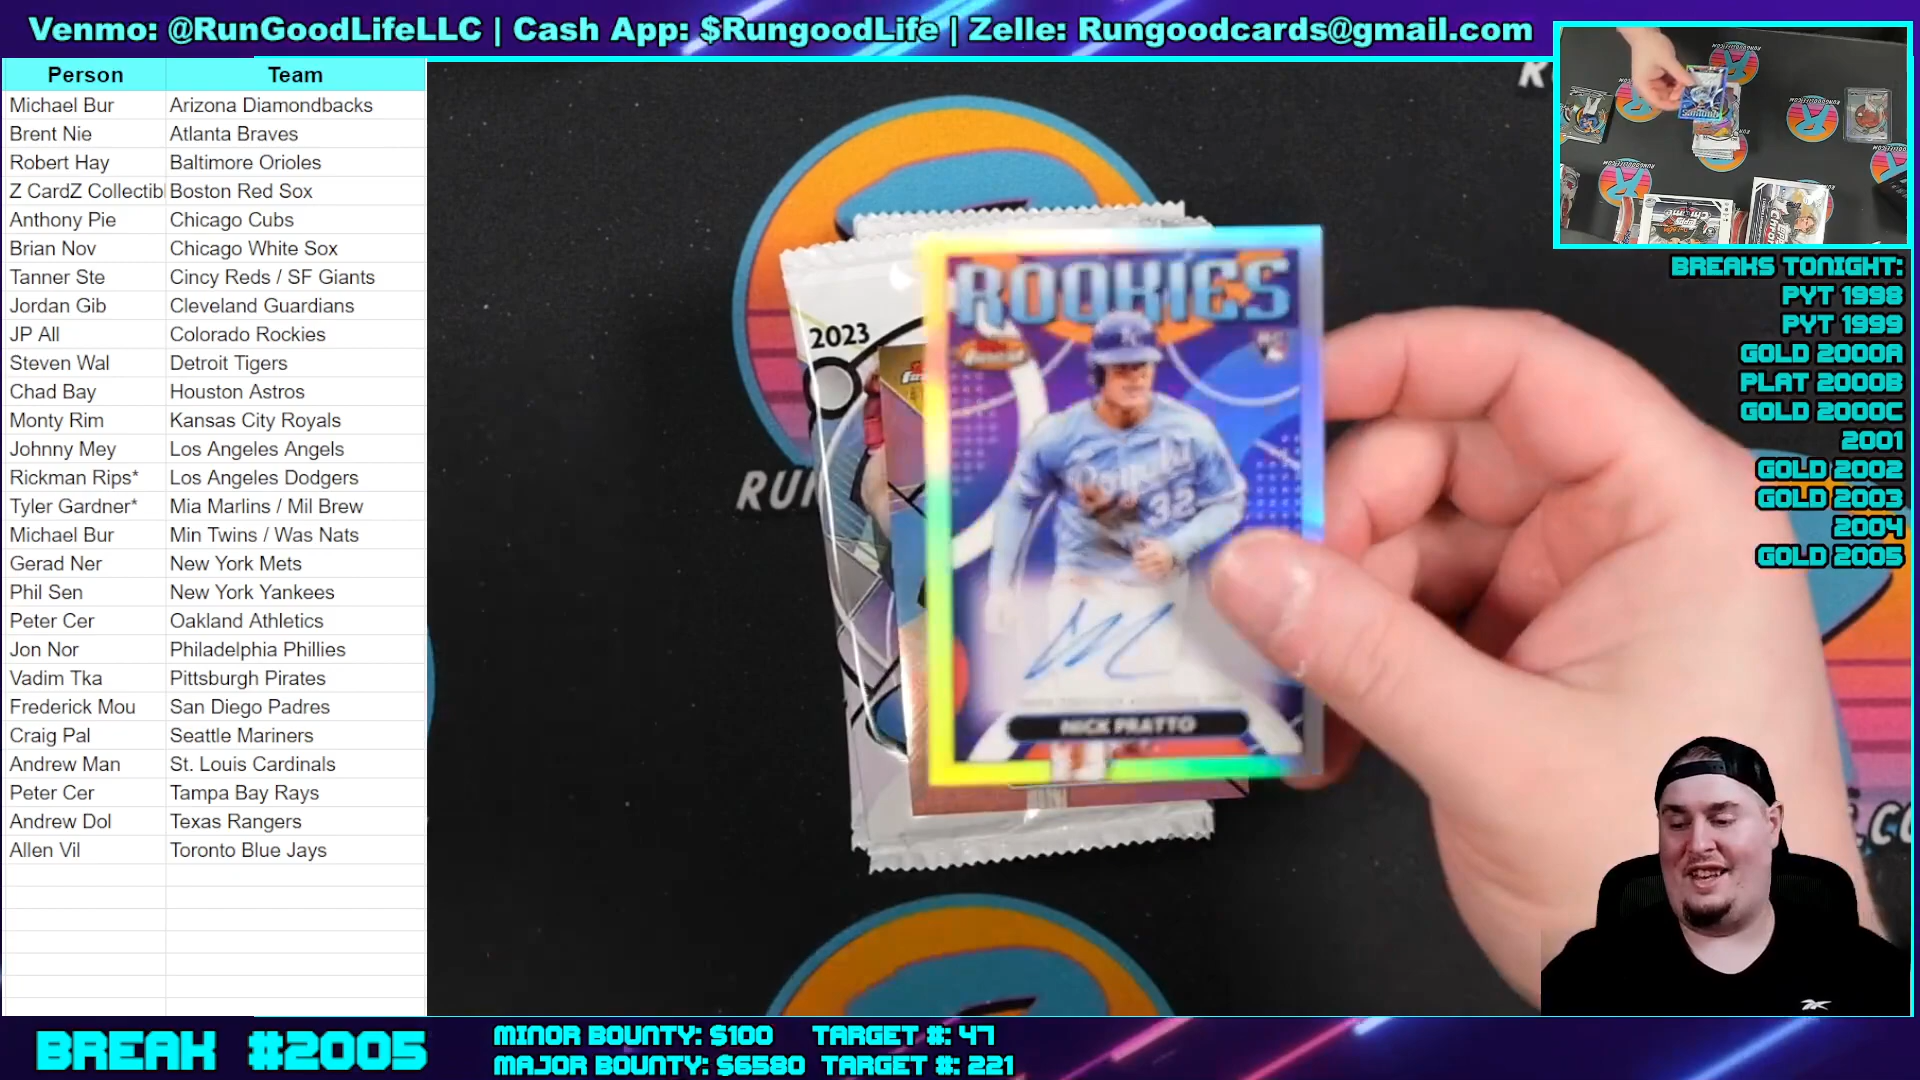 Venmo: @RunGoodLifeLLC | Cash App: $RungoodLife | Zelle: Rungoodcards@gmail.com
Person Team
Michael Bur Arizona Diamondbacks
Brent Nie Atlanta Braves
Robert Hay Baltimore Orioles
Z CardZ Collectibl Boston Red Sox
Anthony Pie Chicago Cubs
Brian Nov Chicago White Sox
Tanner Ste Cincy Reds / SF Giants
Jordan Gib Cleveland Guardians
JP All Colorado Rockies
Steven Wal Detroit Tigers
Chad Bay Houston Astros
Monty Rim Kansas City Royals
Johnny Mey Los Angeles Angels
Rickman Rips* Los Angeles Dodgers
Tyler Gardner* Mia Marlins / Mil Brew
Michael Bur Min Twins / Was Nats
Gerad Ner New York Mets
Phil Sen New York Yankees
Peter Cer Oakland Athletics
Jon Nor Philadelphia Phillies
Vadim Tka Pittsburgh Pirates
Frederick Mou San Diego Padres
Craig Pal Seattle Mariners
Andrew Man St. Louis Cardinals
Peter Cer Tampa Bay Rays
Andrew Dol Texas Rangers
Allen Vil Toronto Blue Jays
2023
ROOKIES
Royals
32
NICK PRATTO
RUN
BREAKS TONIGHT:
PYT 1998
PYT 1999
GOLD 2000A
PLAT 2000B
GOLD 2000C
2001
GOLD 2002
GOLD 2003
2004
GOLD 2005
BREAK #2005
MINOR BOUNTY: $100 TARGET #: 47
MAJOR BOUNTY: $6580 TARGET #: 221